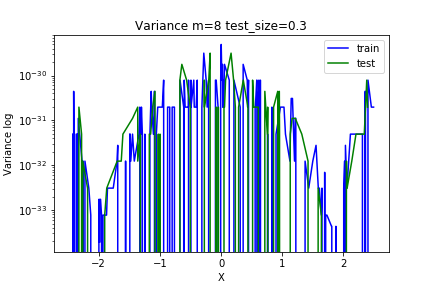 Variance m=8 test_size=0.3
train
test
10⁻³⁰
10⁻³¹
10⁻³²
10⁻³³
Variance log
−2
−1
0
1
2
X